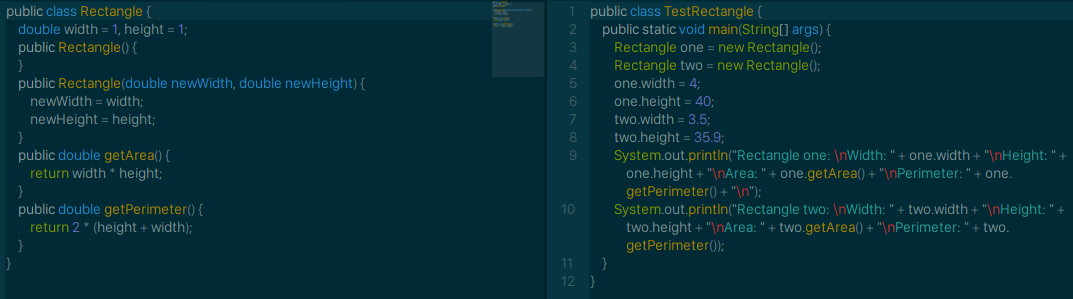 public class Rectangle {
double width = 1, height = 1;
public Rectangle() {
}
public Rectangle(double newWidth, double newHeight) {
newWidth = width;
newHeight = height;
}
public double getArea() {
return width * height;
}
public double getPerimeter() {
return 2 * (height + width);
}
}
1 public class TestRectangle {
2 public static void main(String[] args) {
3 Rectangle one = new Rectangle();
4 Rectangle two = new Rectangle();
5 one.width = 4;
6 one.height = 40;
7 two.width = 3.5;
8 two.height = 35.9;
9 System.out.println("Rectangle one: \nWidth: " + one.width + "\nHeight: " +
one.height + "\nArea: " + one.getArea() + "\nPerimeter: " + one.
getPerimeter() + "\n");
10 System.out.println("Rectangle two: \nWidth: " + two.width + "\nHeight: " +
two.height + "\nArea: " + two.getArea() + "\nPerimeter: " + two.
getPerimeter());
11 }
12 }